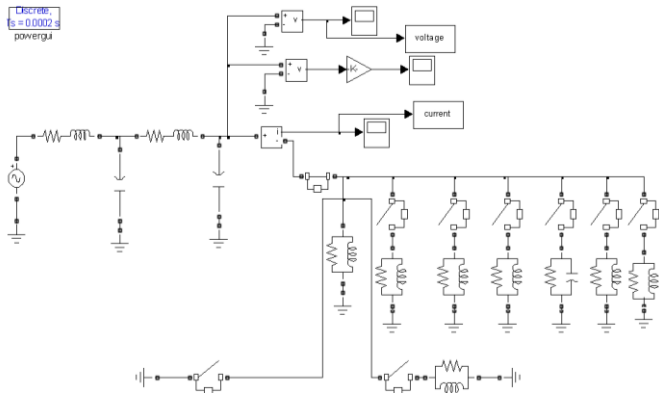 Discrete,
Ts = 0.0002 s
powergui
+
-
v
voltage
+
-
v
K-
current
+
i
-
+